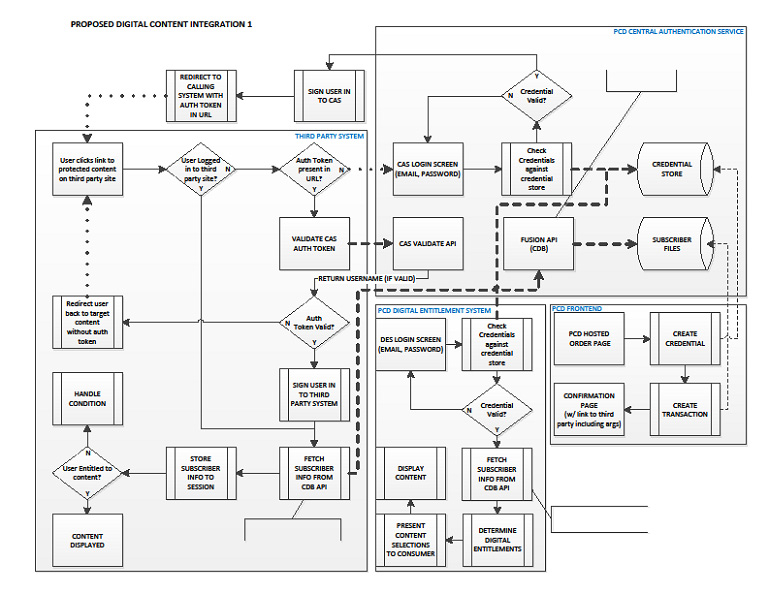 PROPOSED DIGITAL CONTENT INTEGRATION 1
PCD CENTRAL AUTHENTICATION SERVICE
REDIRECT TO
CALLING
SYSTEM WITH
AUTH TOKEN
IN URL
SIGN USER IN
TO CAS
Y
N
Credential
Valid?
THIRD PARTY SYSTEM
User clicks link to
protected content
on third party site
User Logged
in to third
party site?
N
Y
Auth Token
present in
URL?
N
Y
CAS LOGIN SCREEN
(EMAIL, PASSWORD)
Check
Credentials
against
credential
store
CREDENTIAL
STORE
VALIDATE CAS
AUTH TOKEN
CAS VALIDATE API
FUSION API
(CDB)
SUBSCRIBER
FILES
RETURN USERNAME (IF VALID)
Redirect user
back to target
content
without auth
token
N
Auth
Token Valid?
Y
PCD DIGITAL ENTITLEMENT SYSTEM
DES LOGIN SCREEN
(EMAIL, PASSWORD)
Check
Credentials
against
credential
store
PCD FRONTEND
PCD HOSTED
ORDER PAGE
CREATE
CREDENTIAL
HANDLE
CONDITION
SIGN USER IN
TO THIRD
PARTY SYSTEM
N
Credential
Valid?
Y
CONFIRMATION
PAGE
(w/ link to third
party including args)
CREATE
TRANSACTION
N
User Entitled to
content?
Y
STORE
SUBSCRIBER
INFO TO
SESSION
FETCH
SUBSCRIBER
INFO FROM
CDB API
DISPLAY
CONTENT
FETCH
SUBSCRIBER
INFO FROM
CDB API
CONTENT
DISPLAYED
PRESENT
CONTENT
SELECTIONS
TO CONSUMER
DETERMINE
DIGITAL
ENTITLEMENTS